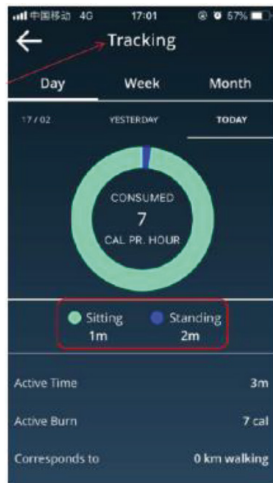 中国移动 4G 17:01 57%
Tracking
Day Week Month
17/02 YESTERDAY TODAY
CONSUMED
7
CAL PR. HOUR
Sitting Standing
1m 2m
Active Time 3m
Active Burn 7 cal
Corresponds to 0 km walking